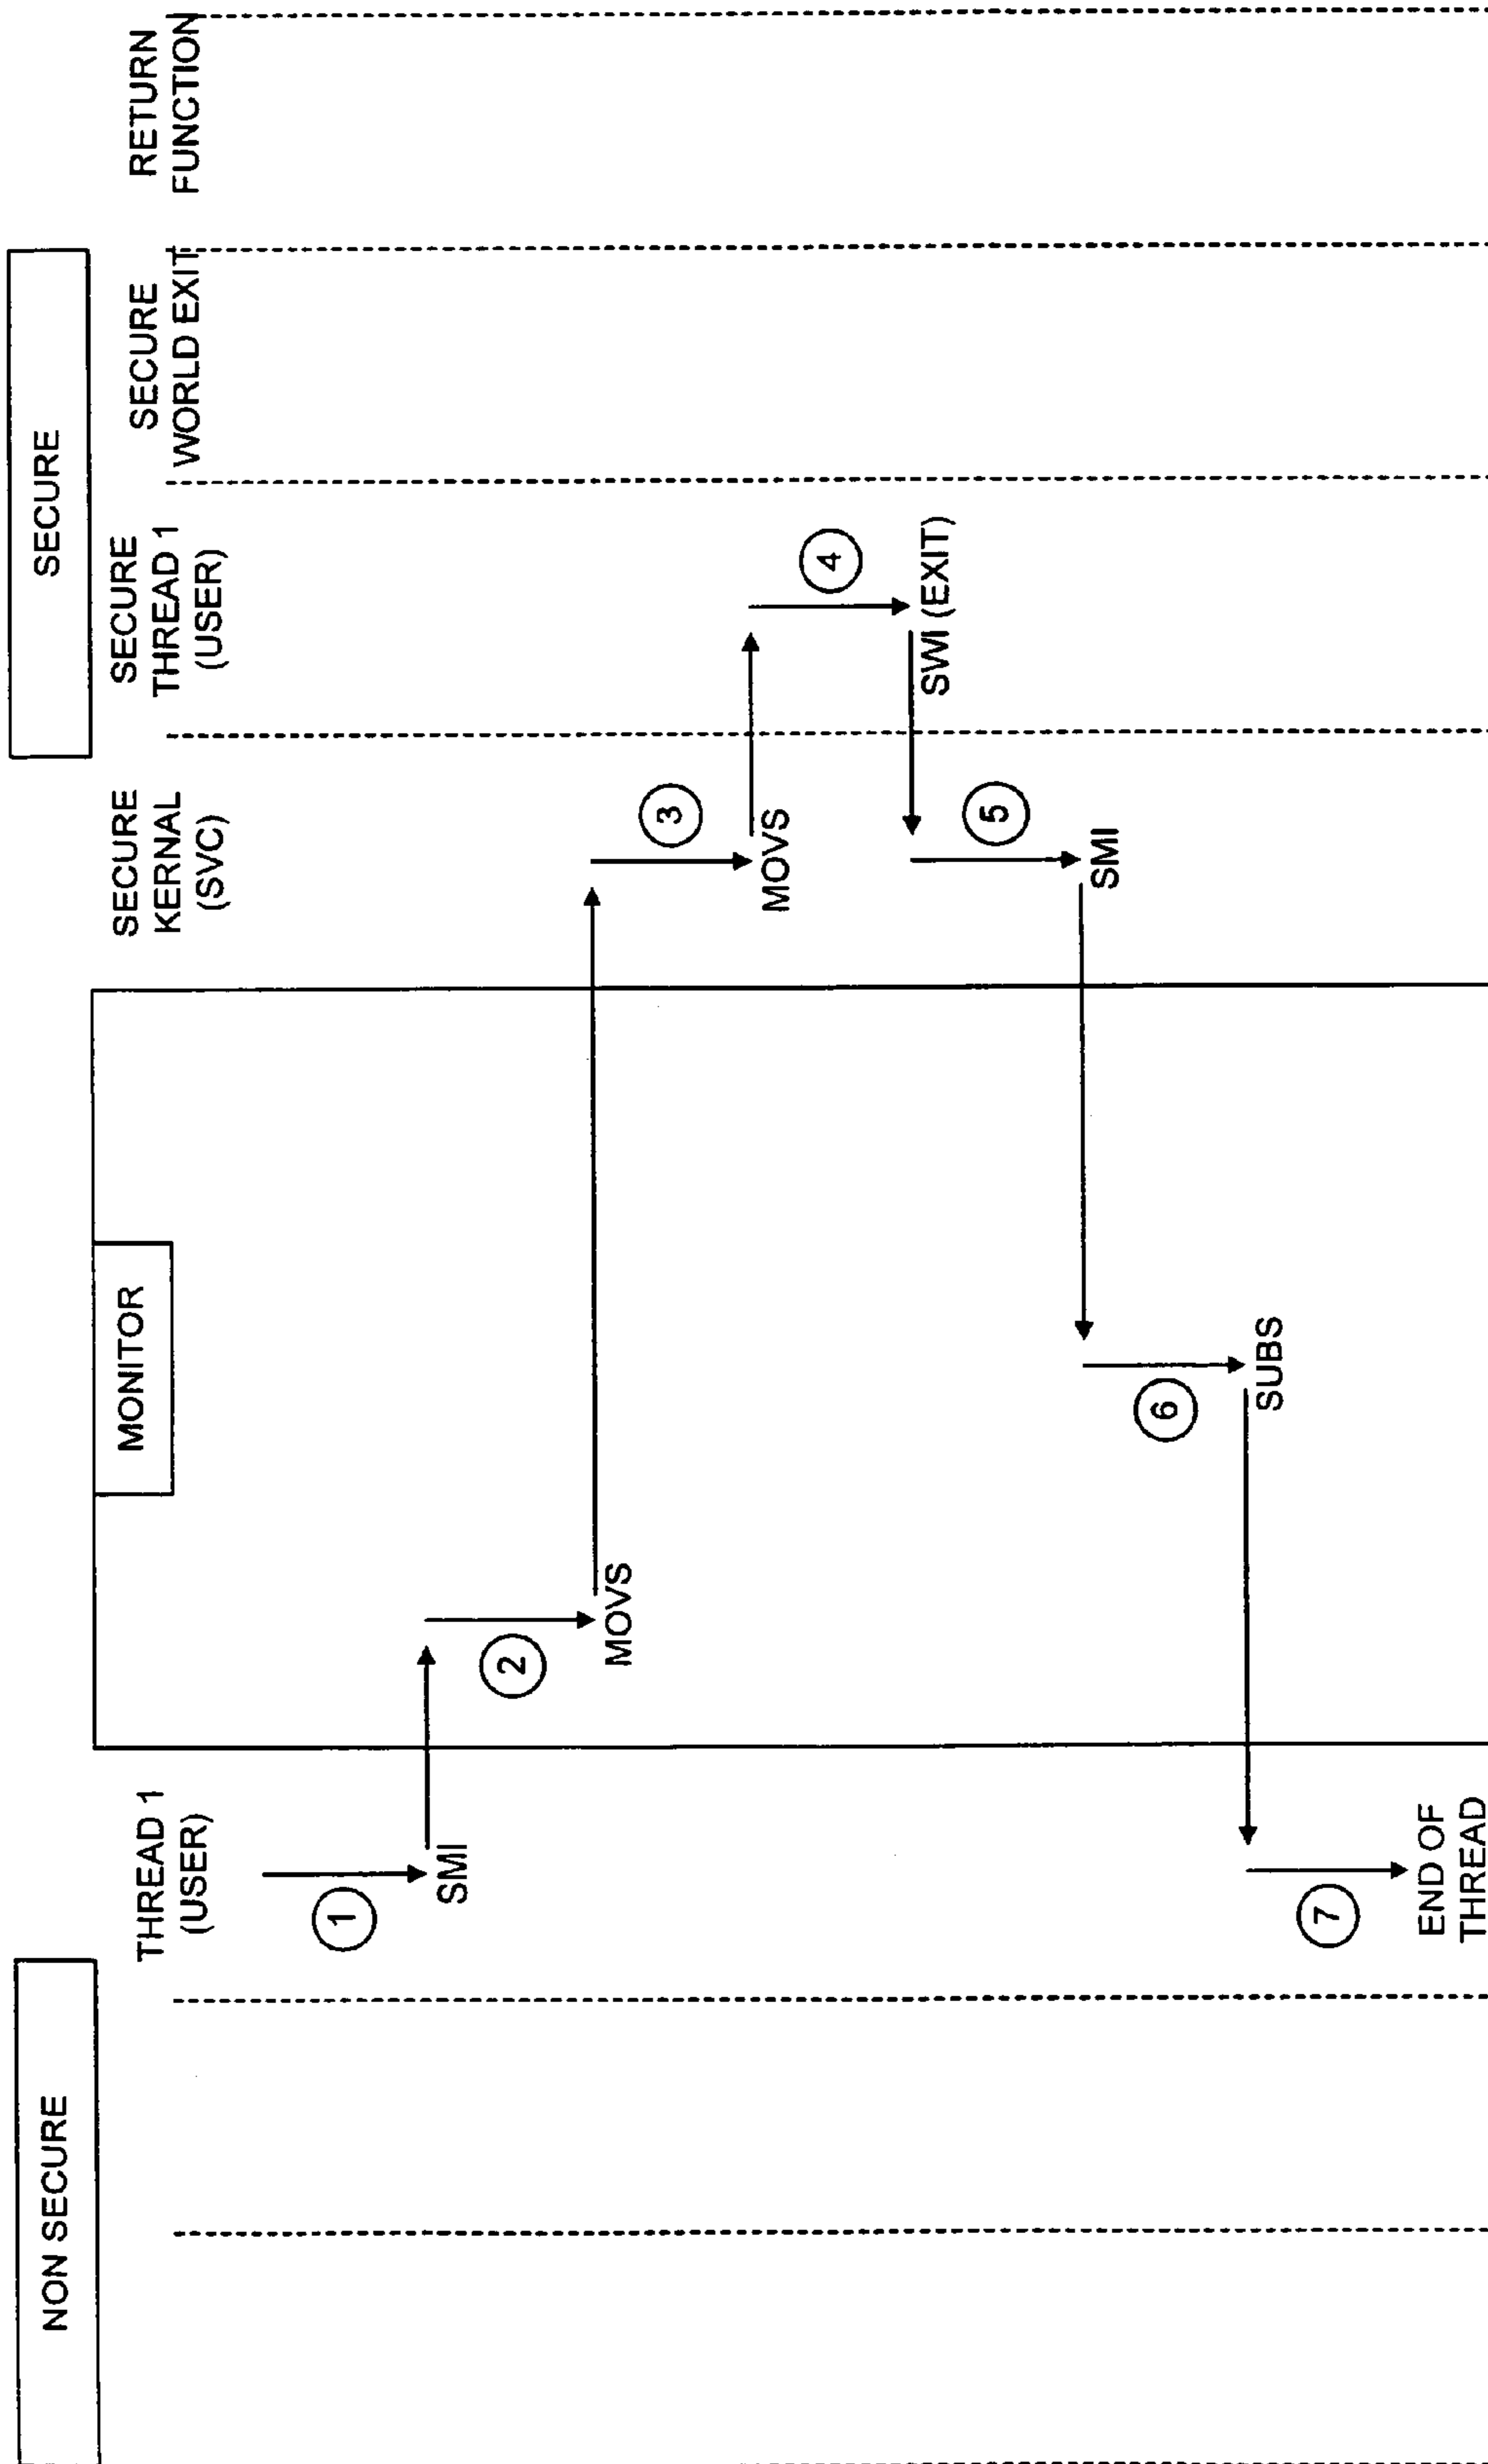 NON SECURE
MONITOR
SECURE
THREAD 1
(USER)
SECURE
KERNAL
(SVC)
SECURE
THREAD 1
(USER)
SECURE
WORLD EXIT
RETURN
FUNCTION
1
SMI
2
MOVS
3
MOVS
4
SWI (EXIT)
5
SMI
6
SUBS
7
END OF
THREAD